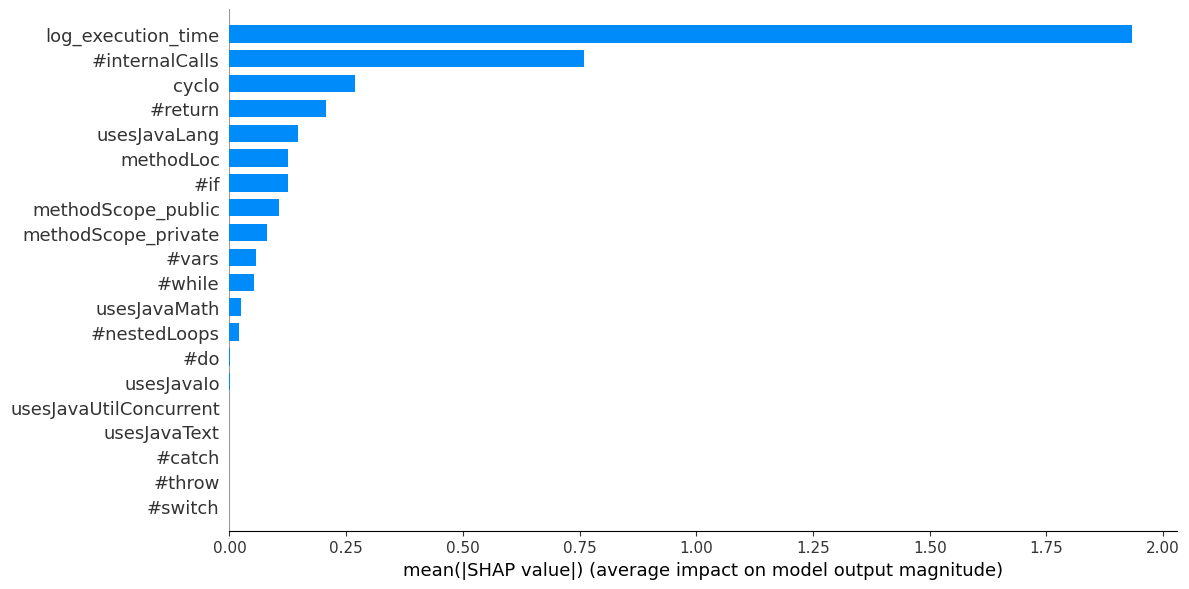 log_execution_time
#internalCalls
cyclo
#return
usesJavaLang
methodLoc
#if
methodScope_public
methodScope_private
#vars
#while
usesJavaMath
#nestedLoops
#do
usesJavaIo
usesJavaUtilConcurrent
usesJavaText
#catch
#throw
#switch
0.00 0.25 0.50 0.75 1.00 1.25 1.50 1.75 2.00
mean(|SHAP value|) (average impact on model output magnitude)